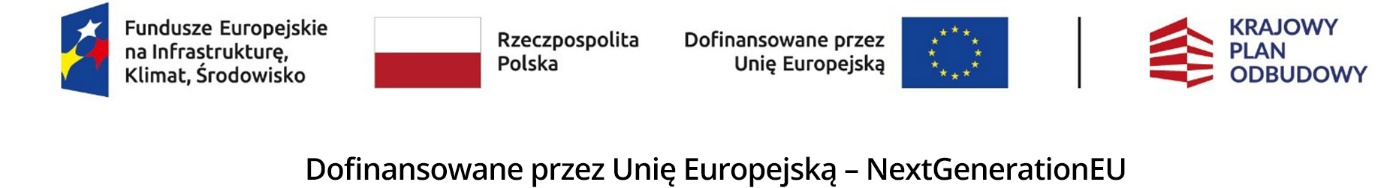 Fundusze Europejskie
na Infrastrukturę,
Klimat, Środowisko
Rzeczpospolita
Polska
Dofinansowane przez
Unię Europejską
KRAJOWY
PLAN
ODBUDOWY
Dofinansowane przez Unię Europejską – NextGenerationEU